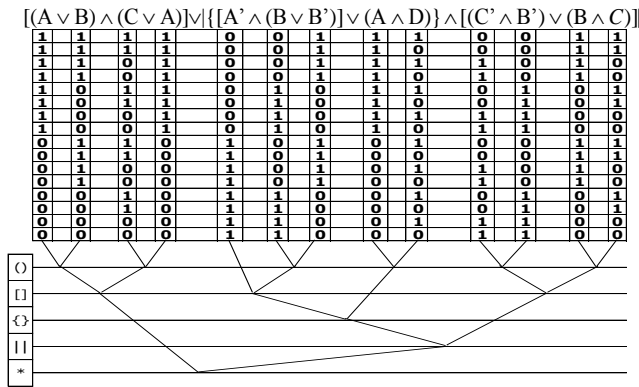 [(A ∨ B) ∧ (C ∨ A)]∨|{[A’ ∧ (B ∨ B’)] ∨ (A ∧ D)} ∧ [(C’ ∧ B’) ∨ (B ∧ C)]|
1 1 1 1 0 0 1 1 1 0 0 1 1
1 1 1 1 0 0 1 1 0 0 0 1 1
1 1 0 1 0 0 1 1 1 1 0 1 0
1 1 0 1 0 0 1 1 0 1 0 1 0
1 0 1 1 0 1 0 1 1 0 1 0 1
1 0 1 1 0 1 0 1 0 0 1 0 1
1 0 0 1 0 1 0 1 1 1 1 0 0
1 0 0 1 0 1 0 1 0 1 1 0 0
0 1 1 0 1 0 1 0 1 0 0 1 1
0 1 1 0 1 0 1 0 0 0 0 1 1
0 1 0 0 1 0 1 0 1 1 0 1 0
0 1 0 0 1 0 1 0 0 1 0 1 0
0 0 1 0 1 1 0 0 1 0 1 0 1
0 0 1 0 1 1 0 0 0 0 1 0 1
0 0 0 0 1 1 0 0 1 1 1 0 0
0 0 0 0 1 1 0 0 0 1 1 0 0
()
[]
{}
||
*